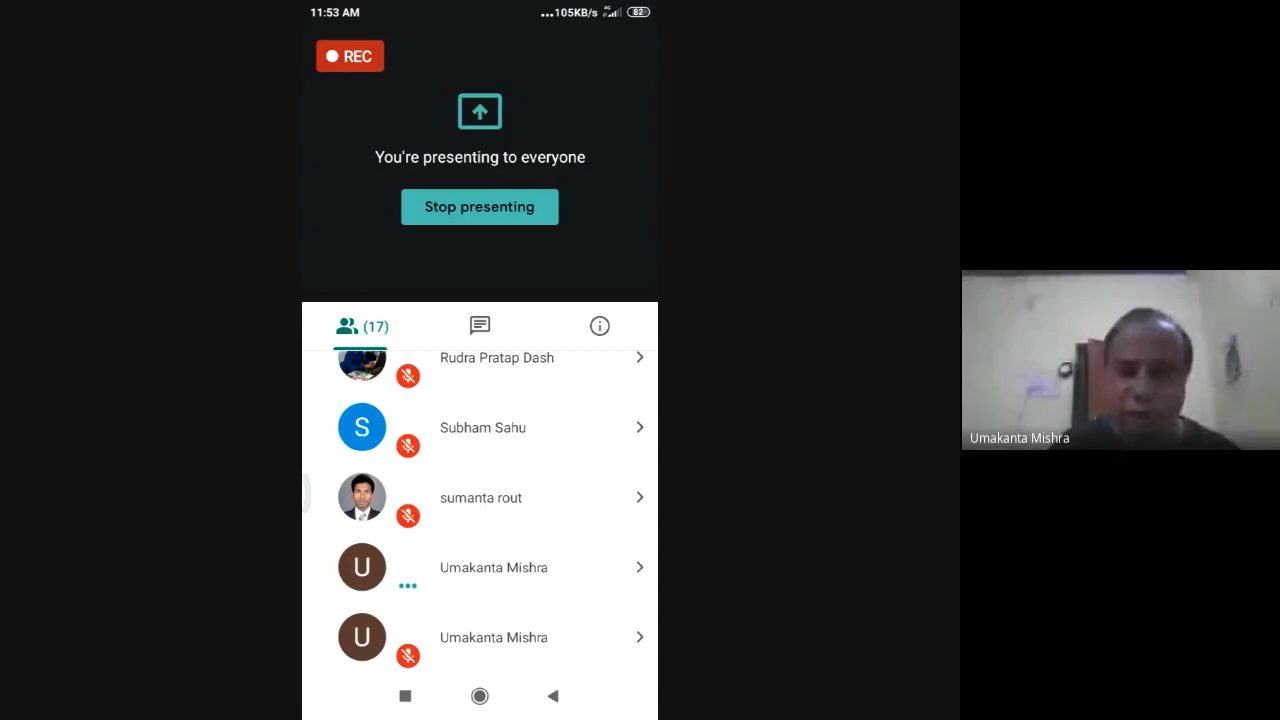 11:53 AM
...105KB/s 4G 82
REC
You're presenting to everyone
Stop presenting
(17)
Rudra Pratap Dash
S
Subham Sahu
sumanta rout
U
Umakanta Mishra
U
Umakanta Mishra
Umakanta Mishra